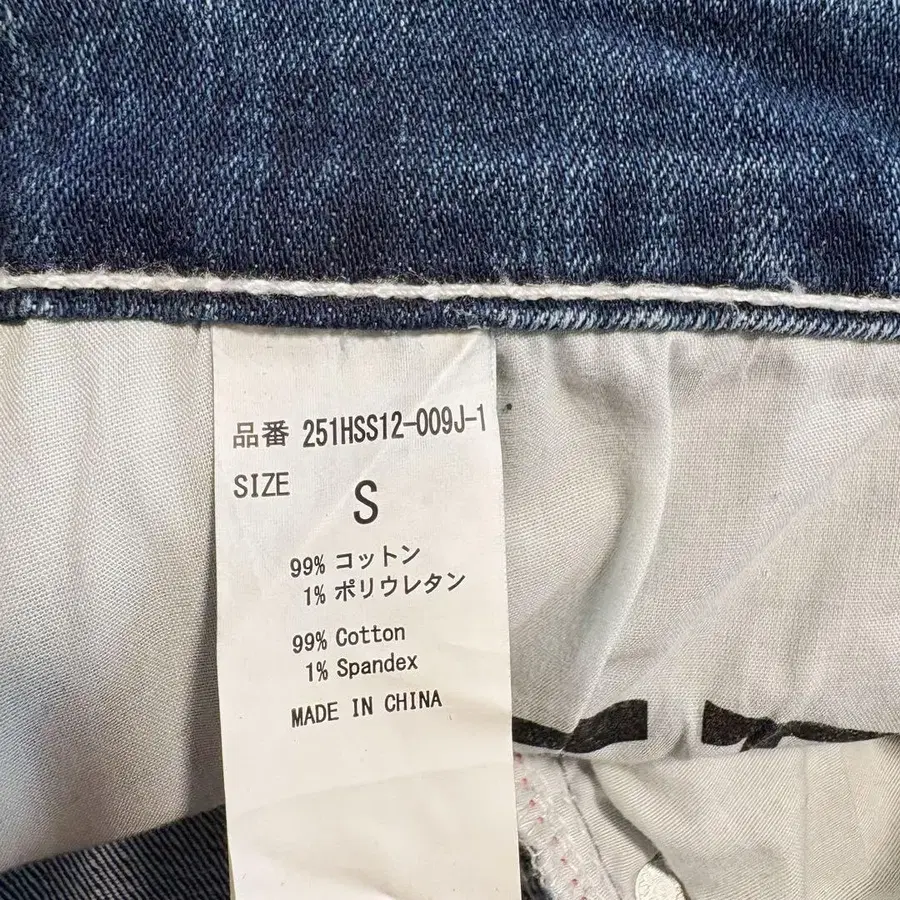 品番 251HSS12-009J-1
SIZE
S
99% コットン
1% ポリウレタン
99% Cotton
1% Spandex
MADE IN CHINA